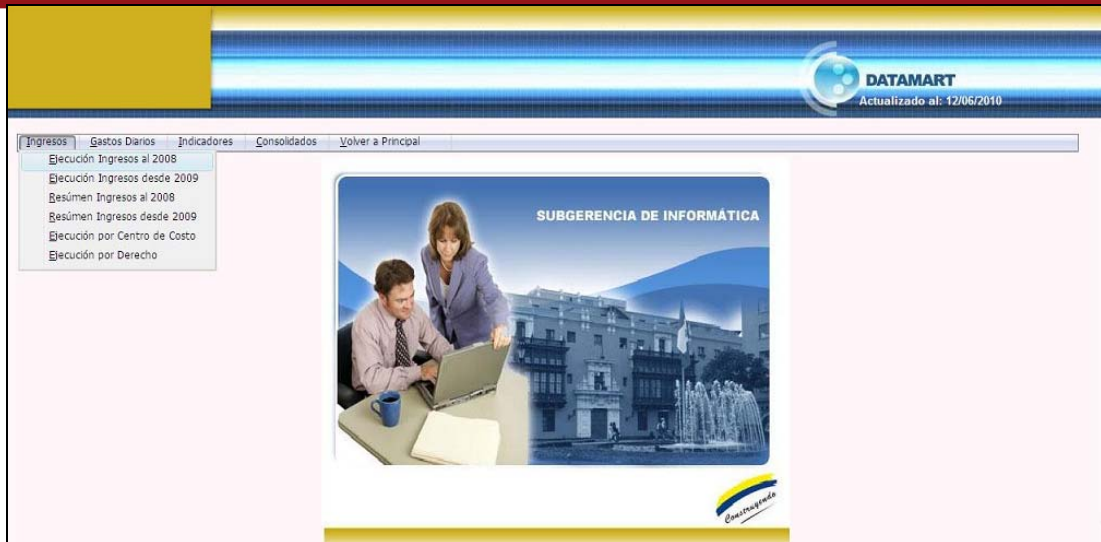 DATAMART
Actualizado al: 12/06/2010
Ingresos Gastos Diarios Indicadores Consolidados Volver a Principal
Ejecución Ingresos al 2008
Ejecución Ingresos desde 2009
Resúmen Ingresos al 2008
Resúmen Ingresos desde 2009
Ejecución por Centro de Costo
Ejecución por Derecho
SUBGERENCIA DE INFORMÁTICA
Construyendo